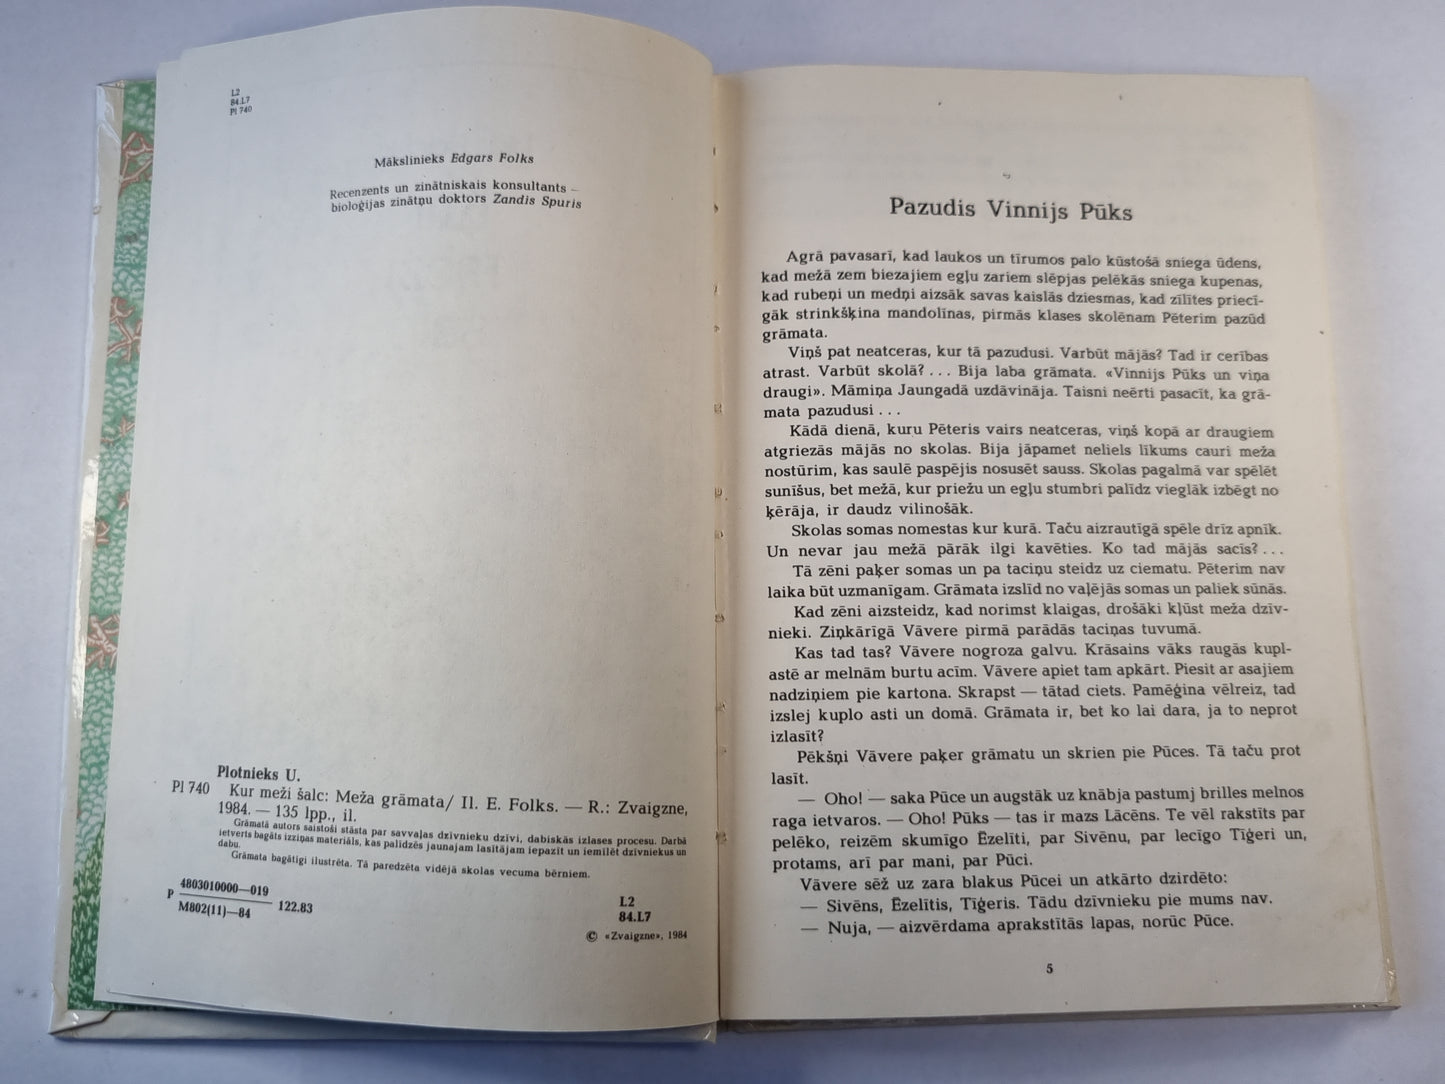 L2
84.L7
Pl 740
Mākslinieks Edgars Folks
Recenzents un zinātniskais konsultants –
bioloģijas zinātņu doktors Zandis Spuris
Plotnieks U.
Pl 740 Kur meži šalc: Meža grāmata/ Il. E. Folks. — R.: Zvaigzne,
1984. — 135 lpp., il.
Grāmatā autors saistoši stāsta par savvaļas dzīvnieku dzīvi, dabiskās izlases procesu. Darbā
ietverts bagāts izziņas materiāls, kas palīdzēs jaunajam lasītājam iepazīt un iemīlēt dzīvniekus un
dabu.
Grāmata bagātīgi ilustrēta. Tā paredzēta vidējā skolas vecuma bērniem.
P 4803010000—019
M802(11)—84 122.83
L2
84.L7
© «Zvaigzne», 1984
Pazudis Vinnijs Pūks
Agrā pavasarī, kad laukos un tīrumos palo kūstošā sniega ūdens,
kad mežā zem biezajiem egļu zariem slēpjas pelēkās sniega kupenas,
kad rubeņi un medņi aizsāk savas kaislās dziesmas, kad zīlītes priecī-
gāk strinkšķina mandolīnas, pirmās klases skolēnam Pēterim pazūd
grāmata.
Viņš pat neatceras, kur tā pazudusi. Varbūt mājās? Tad ir cerības
atrast. Varbūt skolā? ... Bija laba grāmata. «Vinnijs Pūks un viņa
draugi». Māmiņa Jaungadā uzdāvināja. Taisni neērti pasacīt, ka grā-
mata pazudusi ...
Kādā dienā, kuru Pēteris vairs neatceras, viņš kopā ar draugiem
atgriezās mājās no skolas. Bija jāpamet neliels līkums cauri meža
nostūrim, kas saulē paspējis nosusēt sauss. Skolas pagalmā var spēlēt
sunīšus, bet mežā, kur priežu un egļu stumbri palīdz vieglāk izbēgt no
ķērāja, ir daudz vilinošāk.
Skolas somas nomestas kur kurā. Taču aizrautīgā spēle drīz apnīk.
Un nevar jau mežā pārāk ilgi kavēties. Ko tad mājās sacīs? ...
Tā zēni paķer somas un pa taciņu steidz uz ciematu. Pēterim nav
laika būt uzmanīgam. Grāmata izslīd no vaļējās somas un paliek sūnās.
Kad zēni aizsteidz, kad norimst klaigas, drošāki kļūst meža dzīv-
nieki. Ziņkārīgā Vāvere pirmā parādās taciņas tuvumā.
Kas tad tas? Vāvere nogroza galvu. Krāsains vāks raugās kupl-
astē ar melnām burtu acīm. Vāvere apiet tam apkārt. Piesit ar asajiem
nadziņiem pie kartona. Skrapst — tātad ciets. Pamēģina vēlreiz, tad
izslej kuplo asti un domā. Grāmata ir, bet ko lai dara, ja to neprot
izlasīt?
Pēkšņi Vāvere paķer grāmatu un skrien pie Pūces. Tā taču prot
lasīt.
— Oho! — saka Pūce un augstāk uz knābja pastumj brilles melnos
raga ietvaros. — Oho! Pūks — tas ir mazs Lācēns. Te vēl rakstīts par
pelēko, reizēm skumīgo Ēzelīti, par Sivēnu, par lecīgo Tīģeri un,
protams, arī par mani, par Pūci.
Vāvere sēž uz zara blakus Pūcei un atkārto dzirdēto:
— Sivēns, Ēzelītis, Tīģeris. Tādu dzīvnieku pie mums nav.
— Nuja, — aizvērdama aprakstītās lapas, norūc Pūce.
5